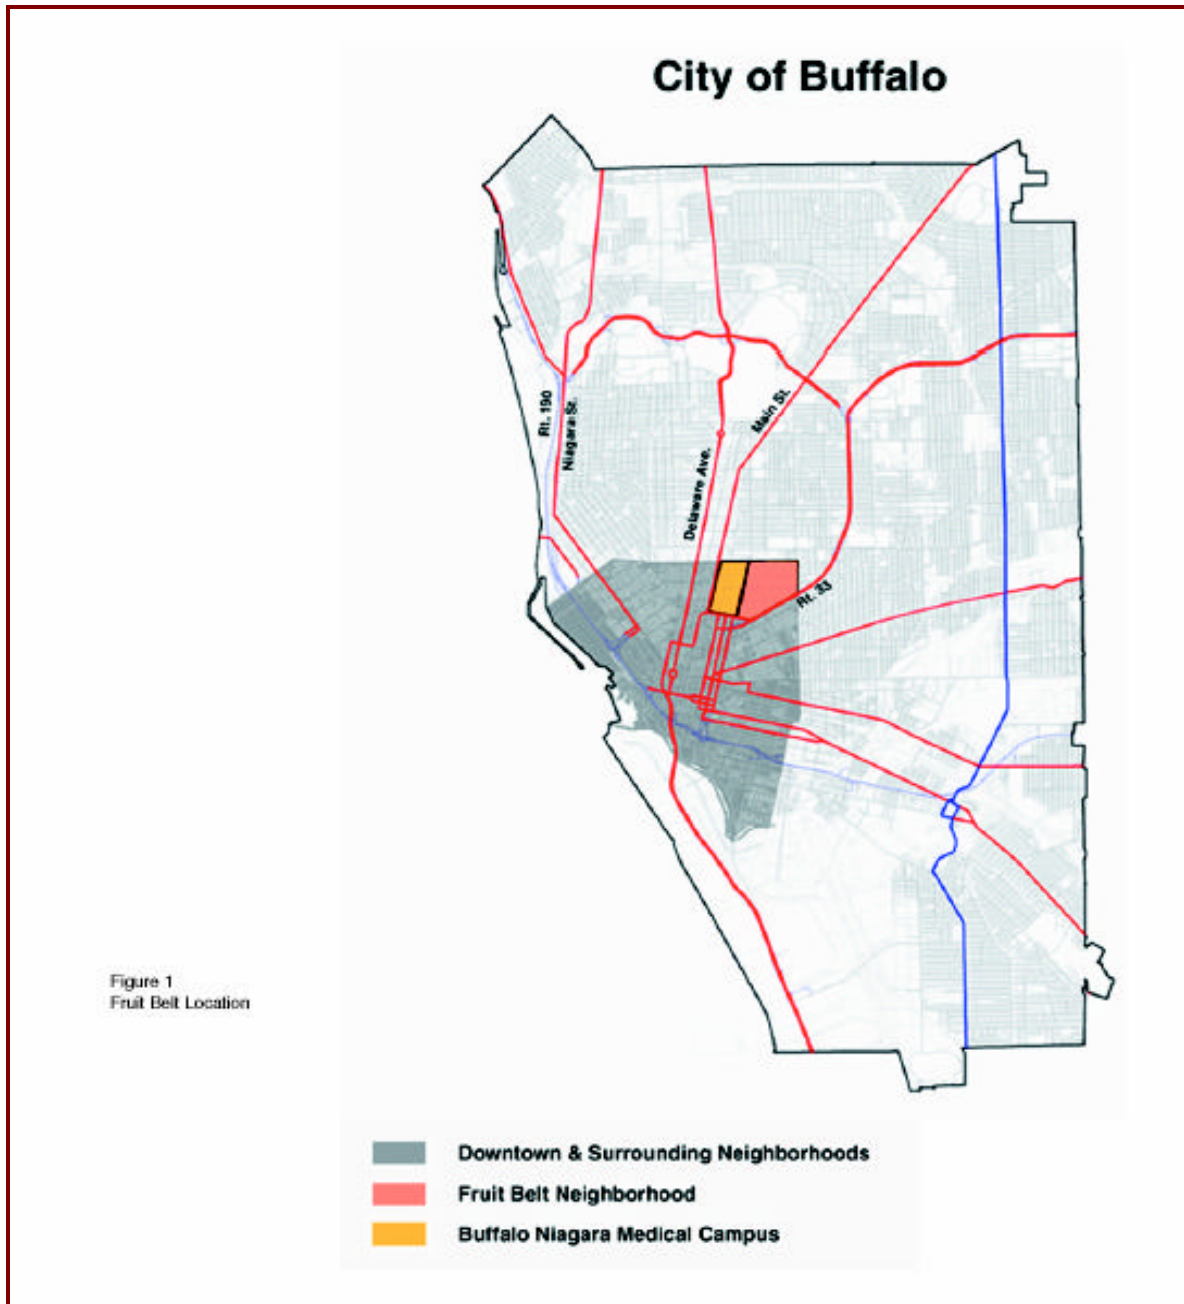 City of Buffalo
Rt. 190
Niagara St.
Delaware Ave.
Main St.
Rt. 33
Figure 1
Fruit Belt Location
Downtown & Surrounding Neighborhoods
Fruit Belt Neighborhood
Buffalo Niagara Medical Campus